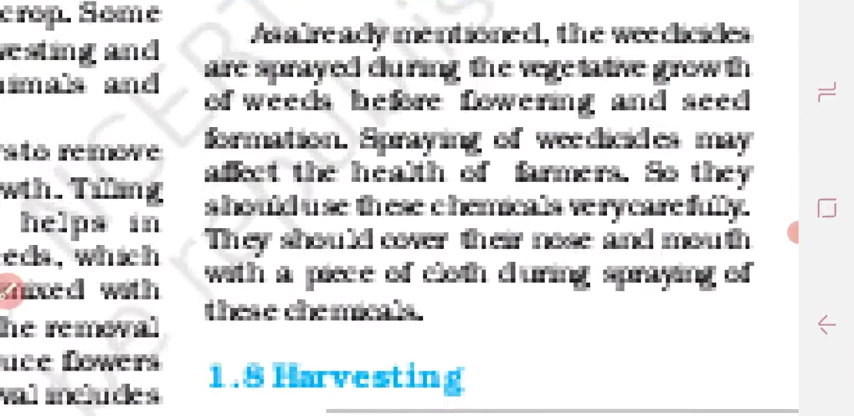 crop. Some
vesting and
nimals and
sto remove
wth. Tilling
helps in
eds, which
mixed with
he removal
uce flowers
val includes
As already mentioned, the weedicides
are sprayed during the vegetative growth
of weeds before flowering and seed
formation. Spraying of weedicides may
affect the health of farmers. So they
should use these chemicals very carefully.
They should cover their nose and mouth
with a piece of cloth during spraying of
these chemicals.
1.8 Harvesting